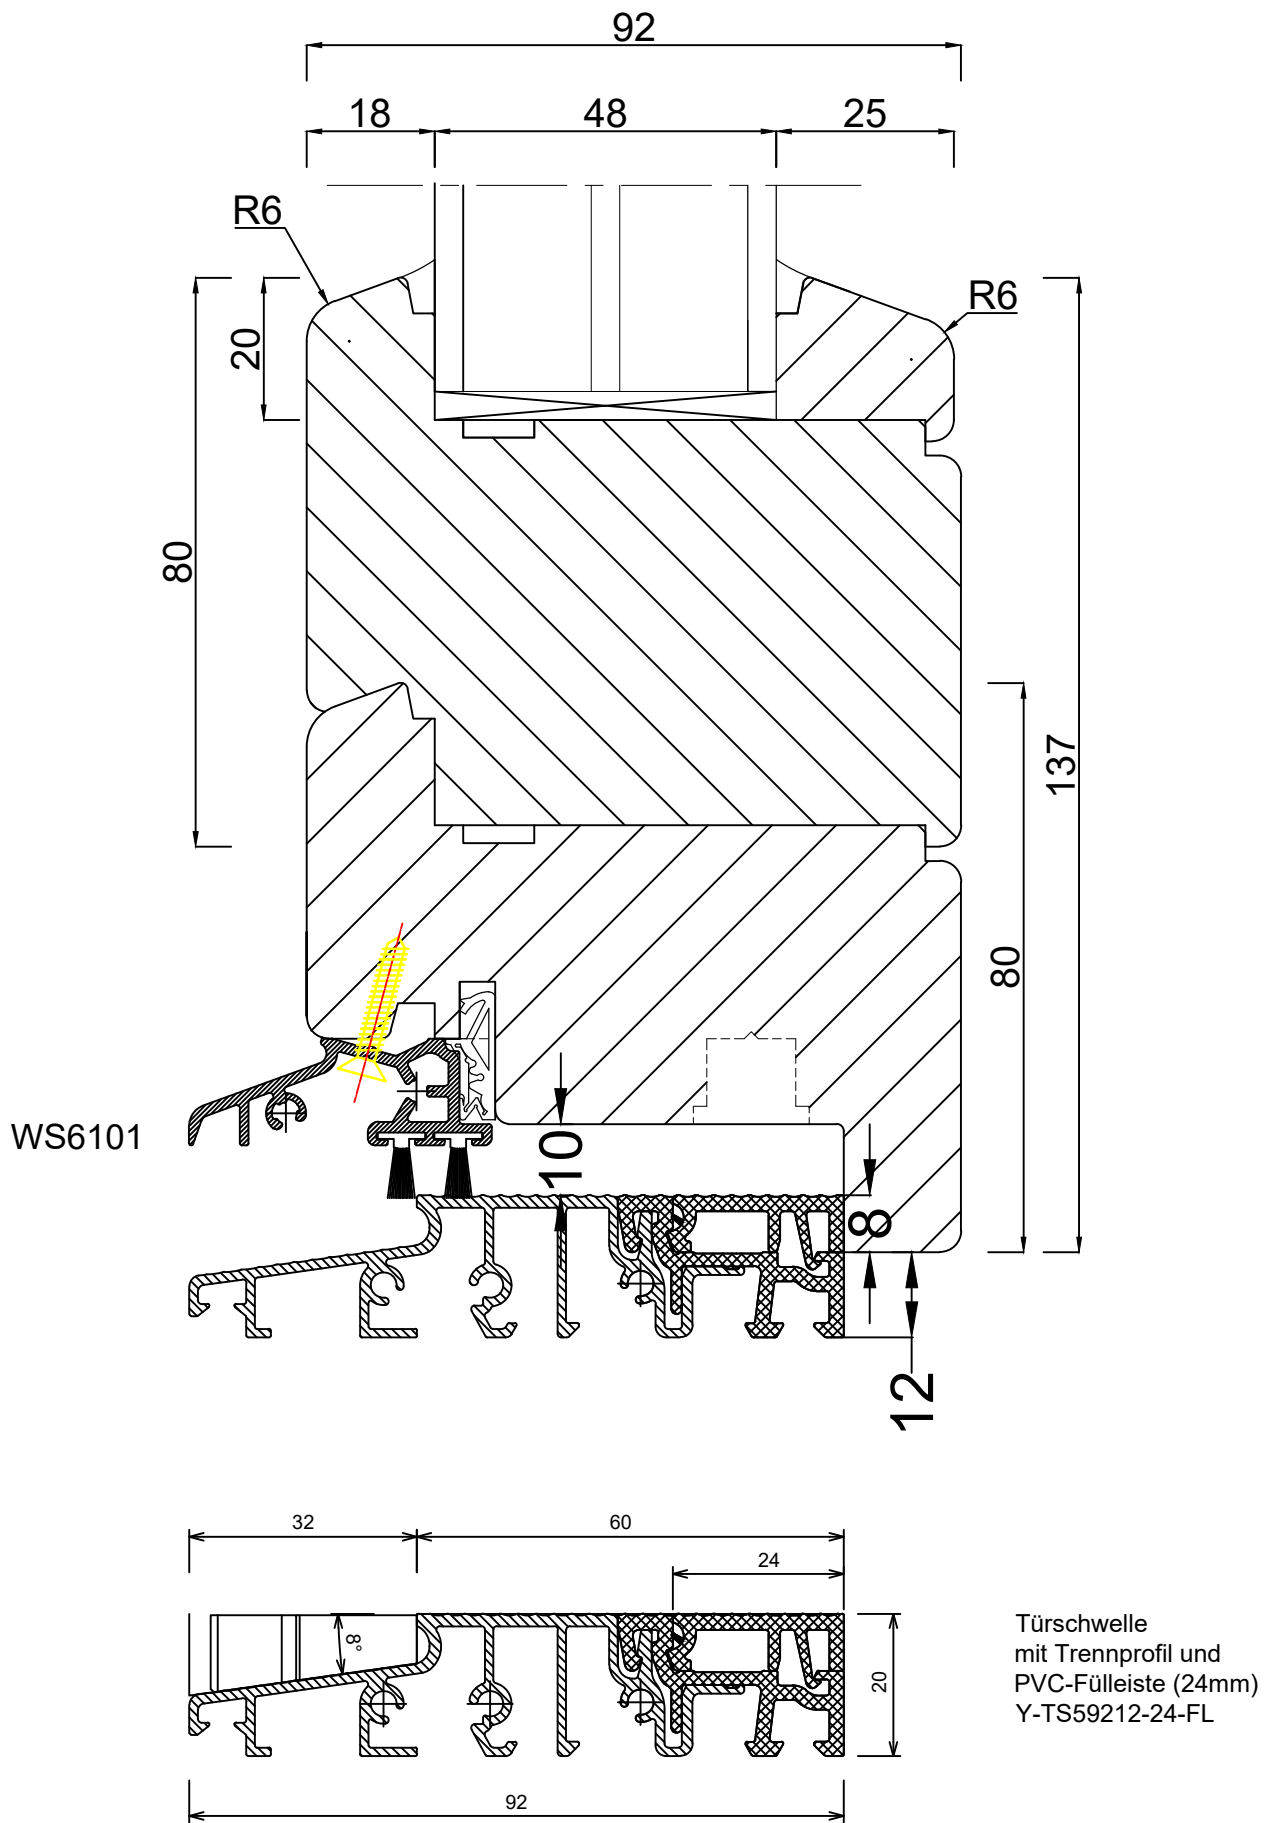 92
18
48
25
R6
R6
20
80
137
80
WS6101
10
8
12
32
60
24
8°
20
92
Türschwelle
mit Trennprofil und
PVC-Fülleiste (24mm)
Y-TS59212-24-FL